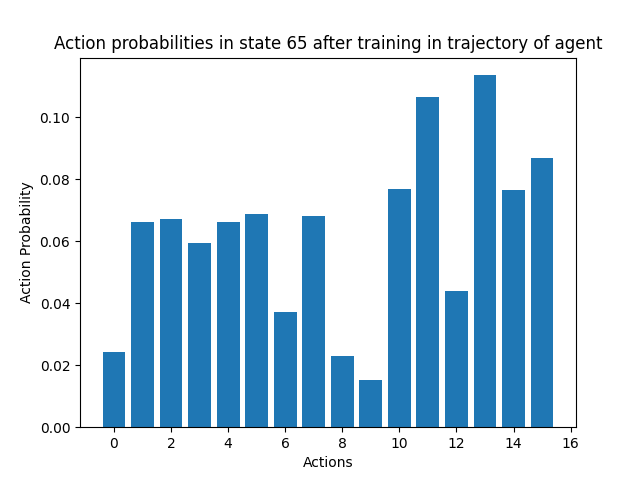 Action probabilities in state 65 after training in trajectory of agent
Action Probability
0.10
0.08
0.06
0.04
0.02
0.00
0 2 4 6 8 10 12 14 16
Actions